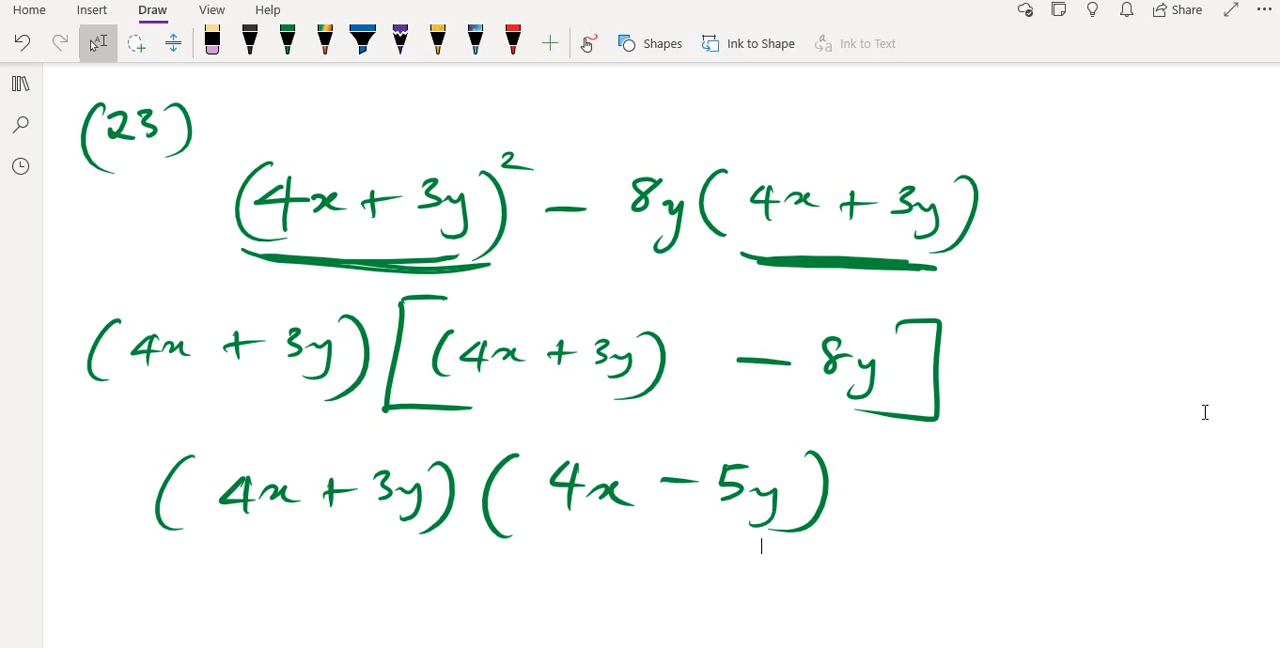 Home Insert Draw View Help
Share
Shapes Ink to Shape Ink to Text
(23)
(4x + 3y)² - 8y(4x + 3y)
(4x + 3y)[(4x + 3y) - 8y]
(4x + 3y)(4x - 5y)